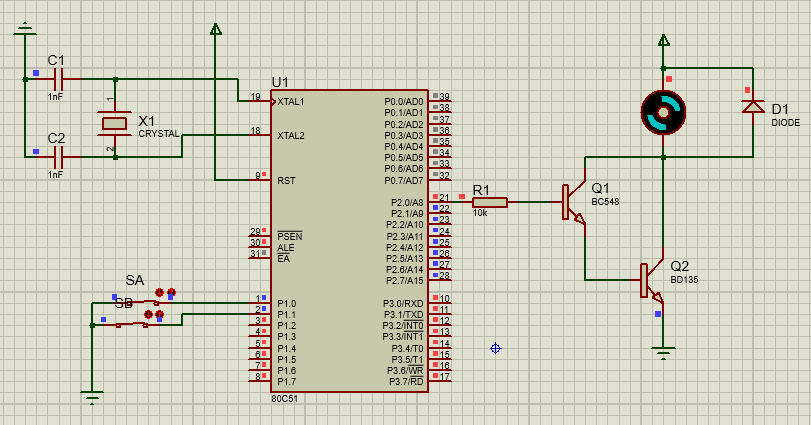 C1
1nF
C2
1nF
1
X1
CRYSTAL
2
U1
19 XTAL1
18 XTAL2
9 RST
29 PSEN
30 ALE
31 EA
1 P1.0
2 P1.1
3 P1.2
4 P1.3
5 P1.4
6 P1.5
7 P1.6
8 P1.7
P0.0/AD0 39
P0.1/AD1 38
P0.2/AD2 37
P0.3/AD3 36
P0.4/AD4 35
P0.5/AD5 34
P0.6/AD6 33
P0.7/AD7 32
P2.0/A8 21
P2.1/A9 22
P2.2/A10 23
P2.3/A11 24
P2.4/A12 25
P2.5/A13 26
P2.6/A14 27
P2.7/A15 28
P3.0/RXD 10
P3.1/TXD 11
P3.2/INT0 12
P3.3/INT1 13
P3.4/T0 14
P3.5/T1 15
P3.6/WR 16
P3.7/RD 17
80C51
SA
SB
R1
10k
Q1
BC548
Q2
BD135
D1
DIODE